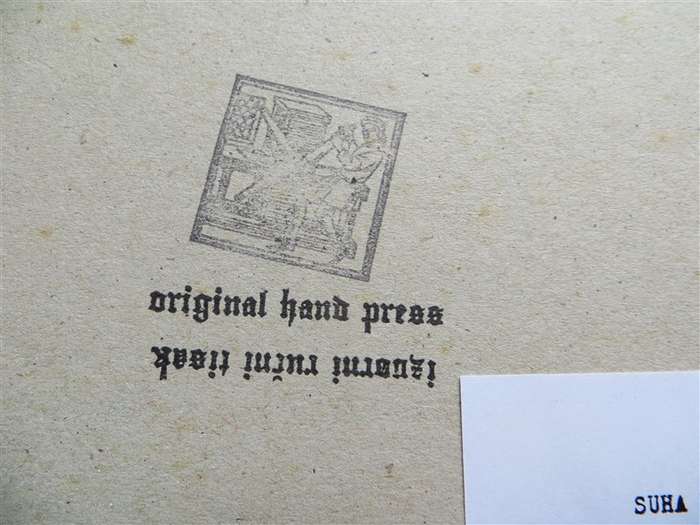 original hand press
izvorni ručni tisak
SUHA